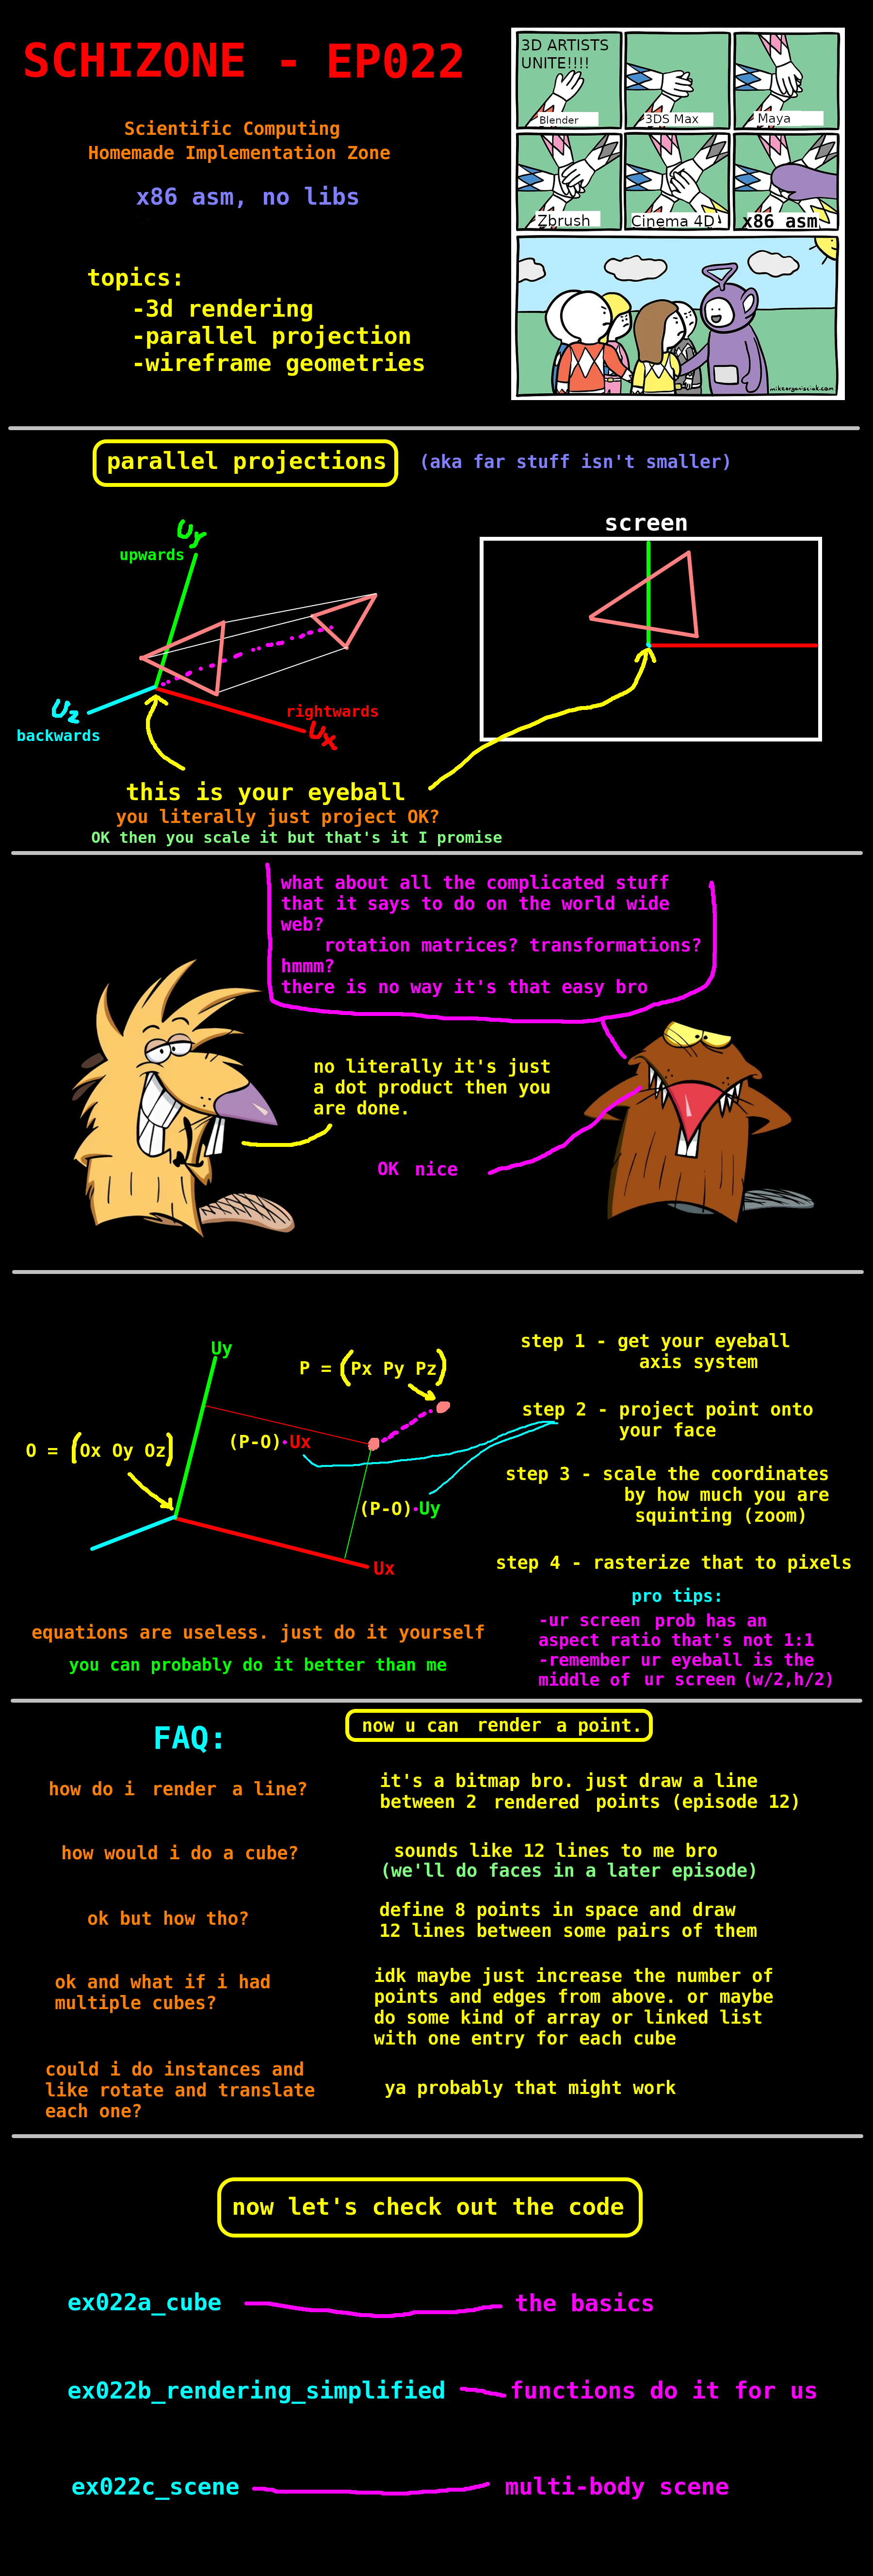 SCHIZONE - EP022
Scientific Computing
Homemade Implementation Zone
x86 asm, no libs
topics:
-3d rendering
-parallel projection
-wireframe geometries
3D ARTISTS
UNITE!!!!
Blender
3DS Max
Maya
Zbrush
Cinema 4D
x86 asm
mikeorganisciak.com
parallel projections (aka far stuff isn't smaller)
Uy
upwards
Uz
backwards
rightwards
Ux
screen
this is your eyeball
you literally just project OK?
OK then you scale it but that's it I promise
what about all the complicated stuff
that it says to do on the world wide
web?
rotation matrices? transformations?
hmmm?
there is no way it's that easy bro
no literally it's just
a dot product then you
are done.
OK nice
Uy
P = (Px Py Pz)
O = [Ox Oy Oz]
(P-O)·Ux
(P-O)·Uy
Ux
equations are useless. just do it yourself
you can probably do it better than me
step 1 - get your eyeball
axis system
step 2 - project point onto
your face
step 3 - scale the coordinates
by how much you are
squinting (zoom)
step 4 - rasterize that to pixels
pro tips:
-ur screen prob has an
aspect ratio that's not 1:1
-remember ur eyeball is the
middle of ur screen (w/2,h/2)
FAQ:
now u can render a point.
how do i render a line?
it's a bitmap bro. just draw a line
between 2 rendered points (episode 12)
how would i do a cube?
sounds like 12 lines to me bro
(we'll do faces in a later episode)
ok but how tho?
define 8 points in space and draw
12 lines between some pairs of them
ok and what if i had
multiple cubes?
idk maybe just increase the number of
points and edges from above. or maybe
do some kind of array or linked list
with one entry for each cube
could i do instances and
like rotate and translate
each one?
ya probably that might work
now let's check out the code
ex022a_cube
the basics
ex022b_rendering_simplified
functions do it for us
ex022c_scene
multi-body scene